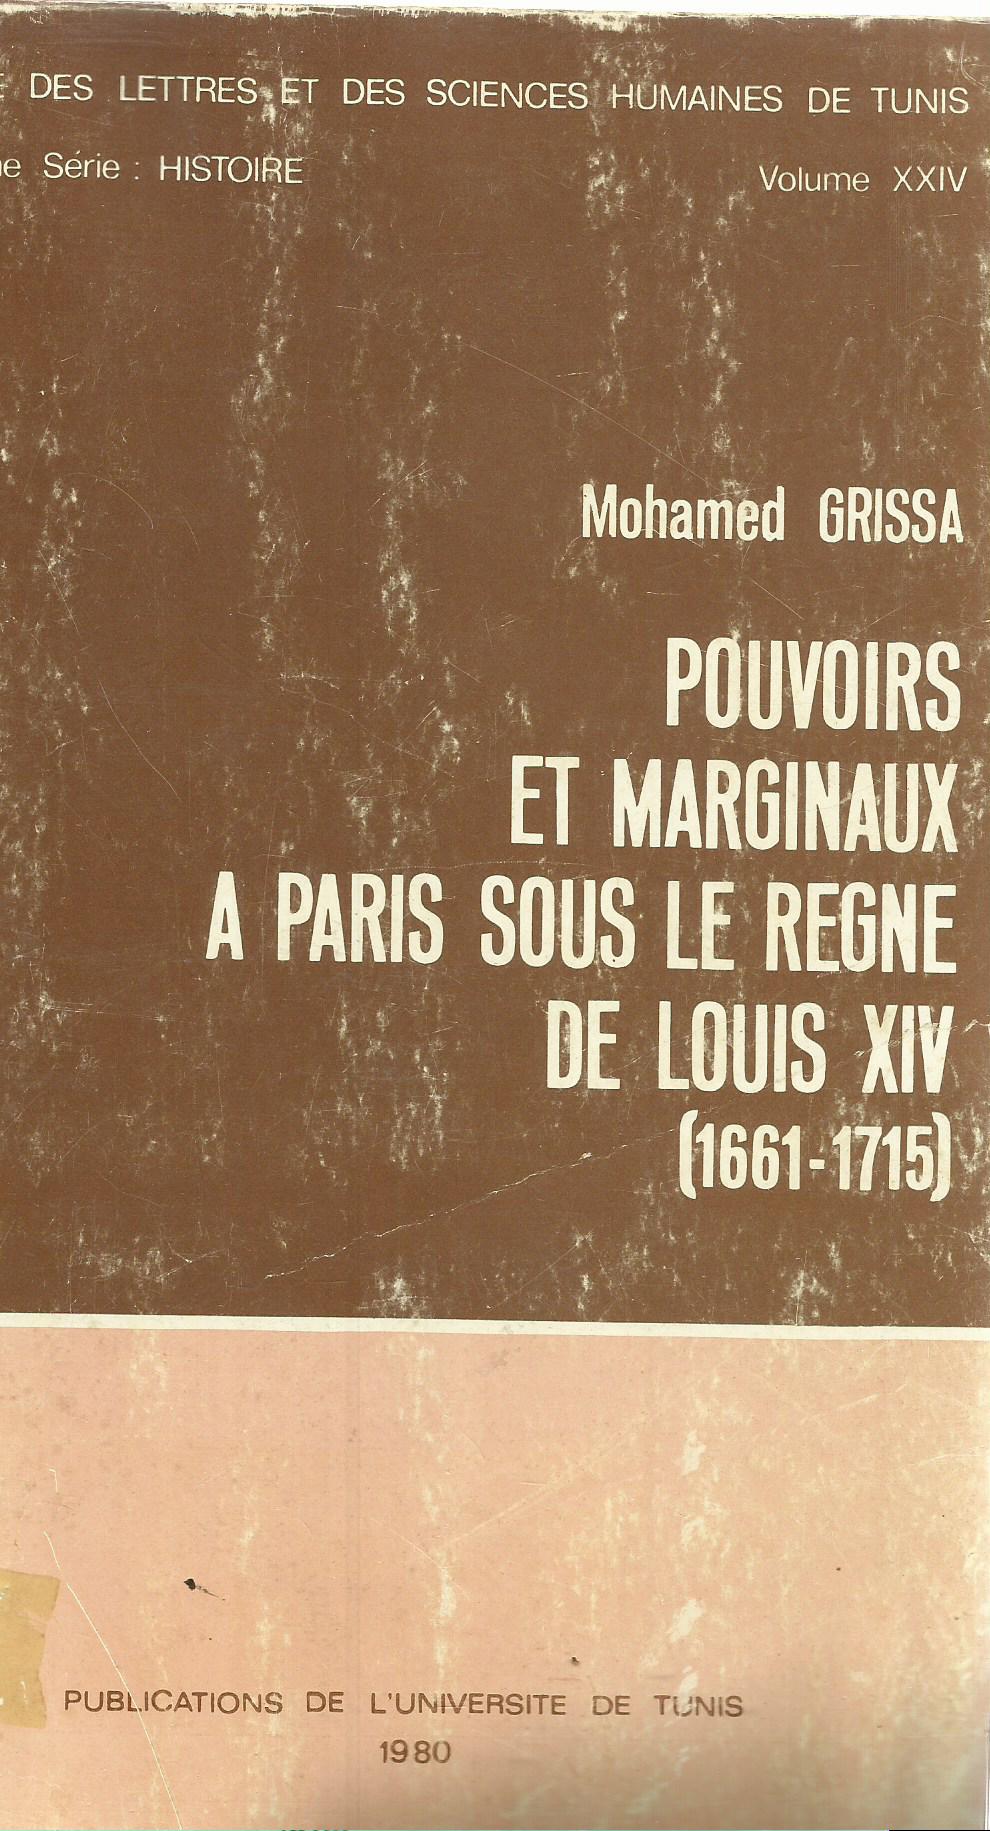 DES LETTRES ET DES SCIENCES HUMAINES DE TUNIS
Série : HISTOIRE Volume XXIV
Mohamed GRISSA
POUVOIRS
ET MARGINAUX
A PARIS SOUS LE REGNE
DE LOUIS XIV
(1661-1715)
PUBLICATIONS DE L'UNIVERSITE DE TUNIS
1980